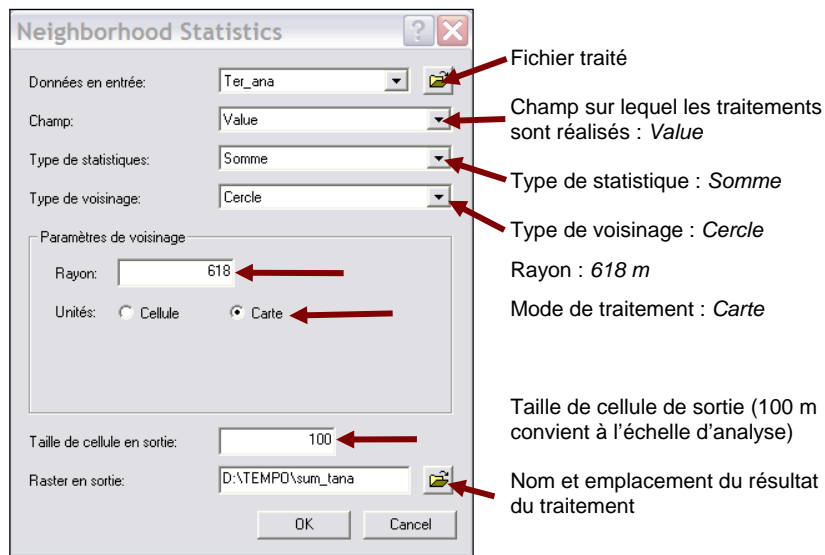 Neighborhood Statistics
Données en entrée: Ter_ana
Champ: Value
Type de statistiques: Somme
Type de voisinage: Cercle
Paramètres de voisinage
Rayon: 618
Unités: Cellule Carte
Taille de cellule en sortie: 100
Raster en sortie: D:\TEMPO\sum_tana
OK Cancel
Fichier traité
Champ sur lequel les traitements
sont réalisés : Value
Type de statistique : Somme
Type de voisinage : Cercle
Rayon : 618 m
Mode de traitement : Carte
Taille de cellule de sortie (100 m
convient à l'échelle d'analyse)
Nom et emplacement du résultat
du traitement